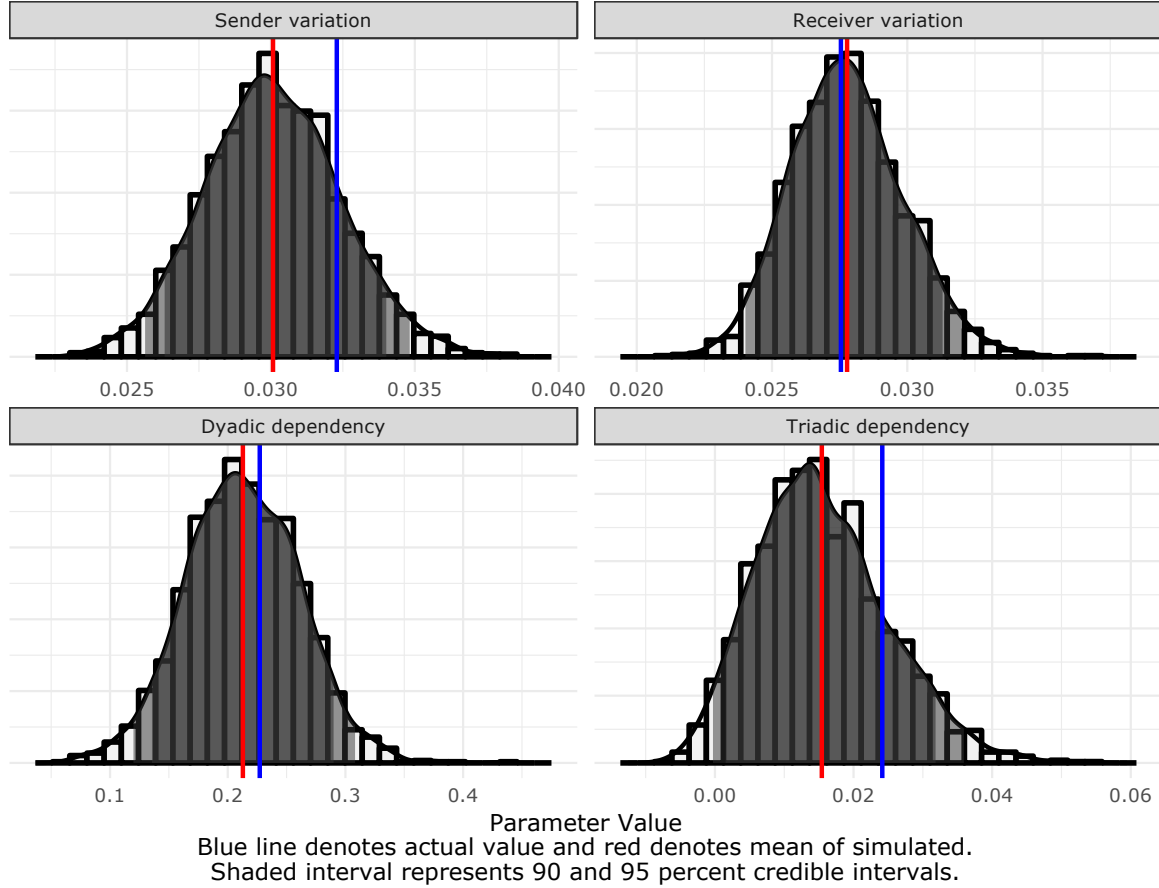 Sender variation
Receiver variation
0.025 0.030 0.035 0.040
0.020 0.025 0.030 0.035
Dyadic dependency
Triadic dependency
0.1 0.2 0.3 0.4
0.00 0.02 0.04 0.06
Parameter Value
Blue line denotes actual value and red denotes mean of simulated.
Shaded interval represents 90 and 95 percent credible intervals.